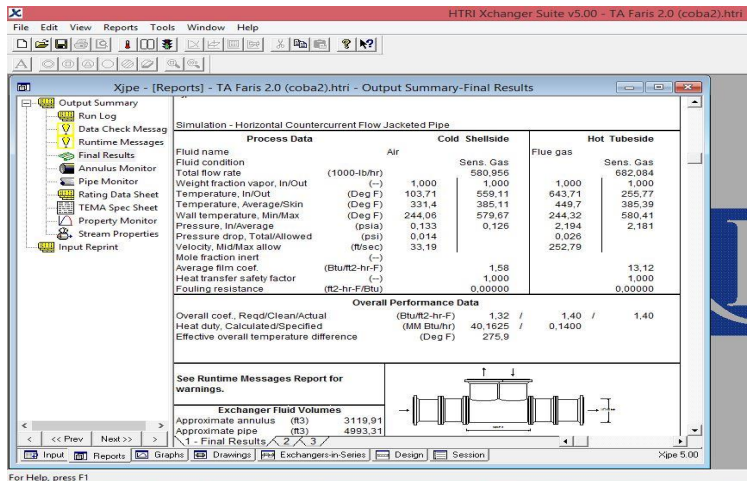 HTRI Xchanger Suite v5.00 - TA Faris 2.0 (coba2).htri
File Edit View Reports Tools Window Help
Xjpe - [Reports] - TA Faris 2.0 (coba2).htri - Output Summary-Final Results
Output Summary
Run Log
Data Check Messag
Runtime Messages
Final Results
Annulus Monitor
Pipe Monitor
Rating Data Sheet
TEMA Spec Sheet
Property Monitor
Stream Properties
Input Reprint
Simulation - Horizontal Countercurrent Flow Jacketed Pipe
Process Data Cold Shellside Hot Tubeside
Fluid name Air Flue gas
Fluid condition Sens. Gas Sens. Gas
Total flow rate (1000-lb/hr) 580,956 682,084
Weight fraction vapor, In/Out (--) 1,000 1,000 1,000 1,000
Temperature, In/Out (Deg F) 103,71 559,11 643,71 255,77
Temperature, Average/Skin (Deg F) 331,4 385,11 449,7 385,39
Wall temperature, Min/Max (Deg F) 244,06 579,67 244,32 580,41
Pressure, In/Average (psia) 0,133 0,126 2,194 2,181
Pressure drop, Total/Allowed (psi) 0,014 0,026
Velocity, Mid/Max allow (ft/sec) 33,19 252,79
Mole fraction inert (--)
Average film coef. (Btu/ft2-hr-F) 1,58 13,12
Heat transfer safety factor (--) 1,000 1,000
Fouling resistance (ft2-hr-F/Btu) 0,00000 0,00000
Overall Performance Data
Overall coef., Reqd/Clean/Actual (Btu/ft2-hr-F) 1,32 / 1,40 / 1,40
Heat duty, Calculated/Specified (MM Btu/hr) 40,1625 / 0,1400
Effective overall temperature difference (Deg F) 275,9
See Runtime Messages Report for
warnings.
Exchanger Fluid Volumes
Approximate annulus (ft3) 3119,91
Approximate pipe (ft3) 4993,31
<< Prev Next >>
1 - Final Results 2 3
Input Reports Graphs Drawings Exchangers-in-Series Design Session Xjpe 5.00
For Help, press F1